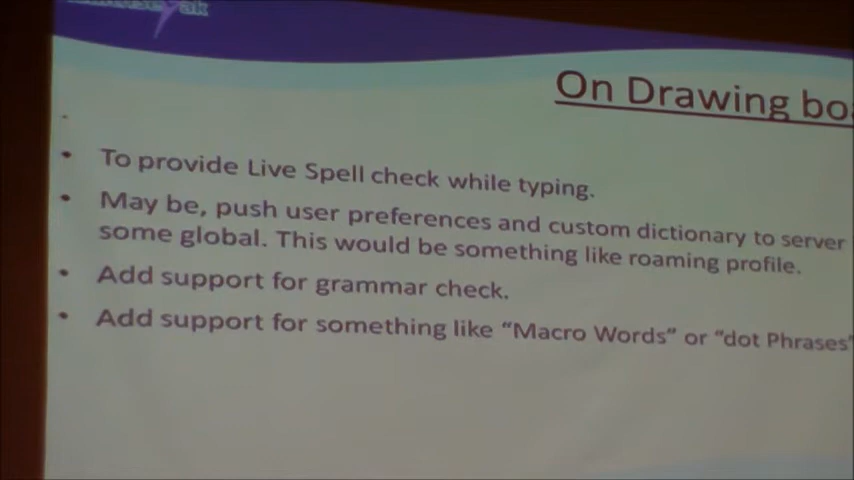 On Drawing bo
• To provide Live Spell check while typing.
• May be, push user preferences and custom dictionary to server
some global. This would be something like roaming profile.
• Add support for grammar check.
• Add support for something like “Macro Words” or “dot Phrases”